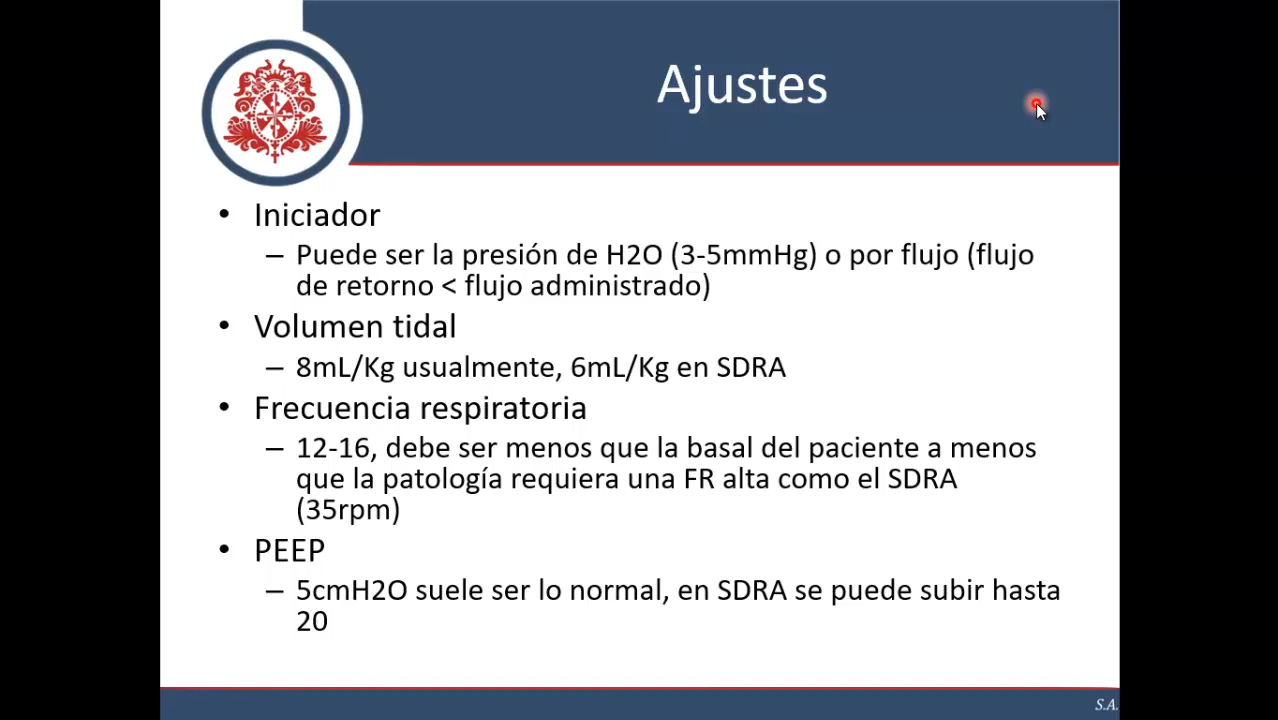 Ajustes
• Iniciador
– Puede ser la presión de H2O (3-5mmHg) o por flujo (flujo
de retorno < flujo administrado)
• Volumen tidal
– 8mL/Kg usualmente, 6mL/Kg en SDRA
• Frecuencia respiratoria
– 12-16, debe ser menos que la basal del paciente a menos
que la patología requiera una FR alta como el SDRA
(35rpm)
• PEEP
– 5cmH2O suele ser lo normal, en SDRA se puede subir hasta
20
S.A.